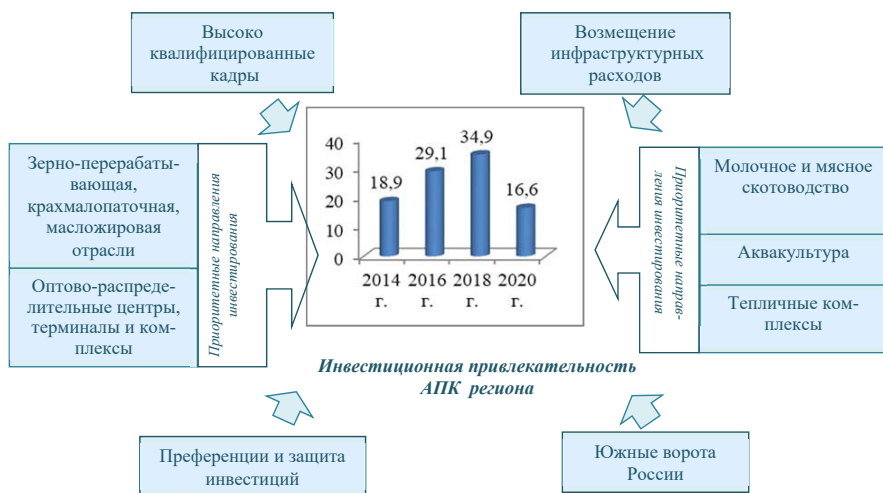 Высоко
квалифицированные
кадры
Возмещение
инфраструктурных
расходов
Зерно-перерабаты-
вающая,
крахмалопаточная,
масложировая
отрасли
Оптово-распреде-
лительные центры,
терминалы и ком-
плексы
Приоритетные направления
инвестирования
40
30
20
10
0
18,9
29,1
34,9
16,6
2014
г.
2016
г.
2018
г.
2020
г.
Приоритетные направ-
ления инвестирования
Молочное и мясное
скотоводство
Аквакультура
Тепличные ком-
плексы
Инвестиционная привлекательность
АПК региона
Преференции и защита
инвестиций
Южные ворота
России